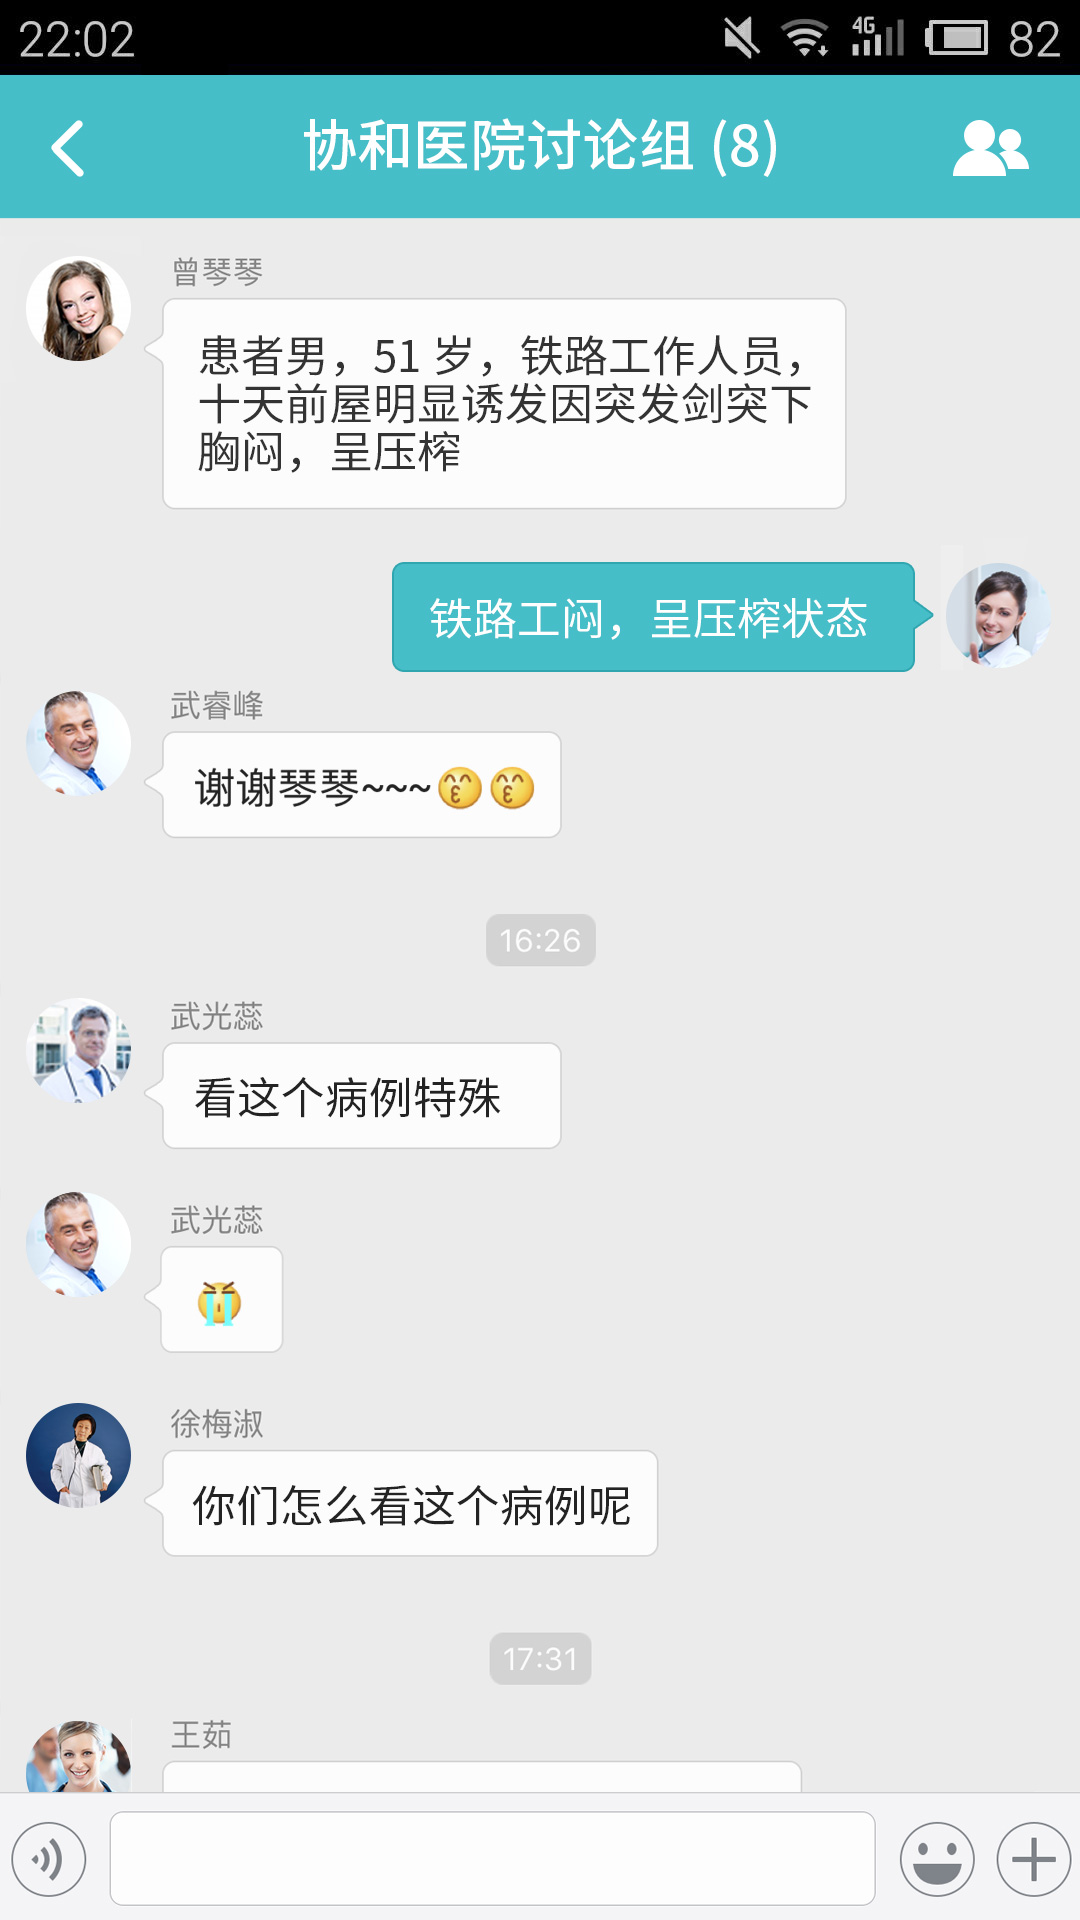 22:02
4G
82
协和医院讨论组 (8)
曾琴琴
患者男，51 岁，铁路工作人员，
十天前屋明显诱发因突发剑突下
胸闷，呈压榨
铁路工闷，呈压榨状态
武睿峰
谢谢琴琴~~~😙😙
16:26
武光蕊
看这个病例特殊
武光蕊
😭
徐梅淑
你们怎么看这个病例呢
17:31
王茹